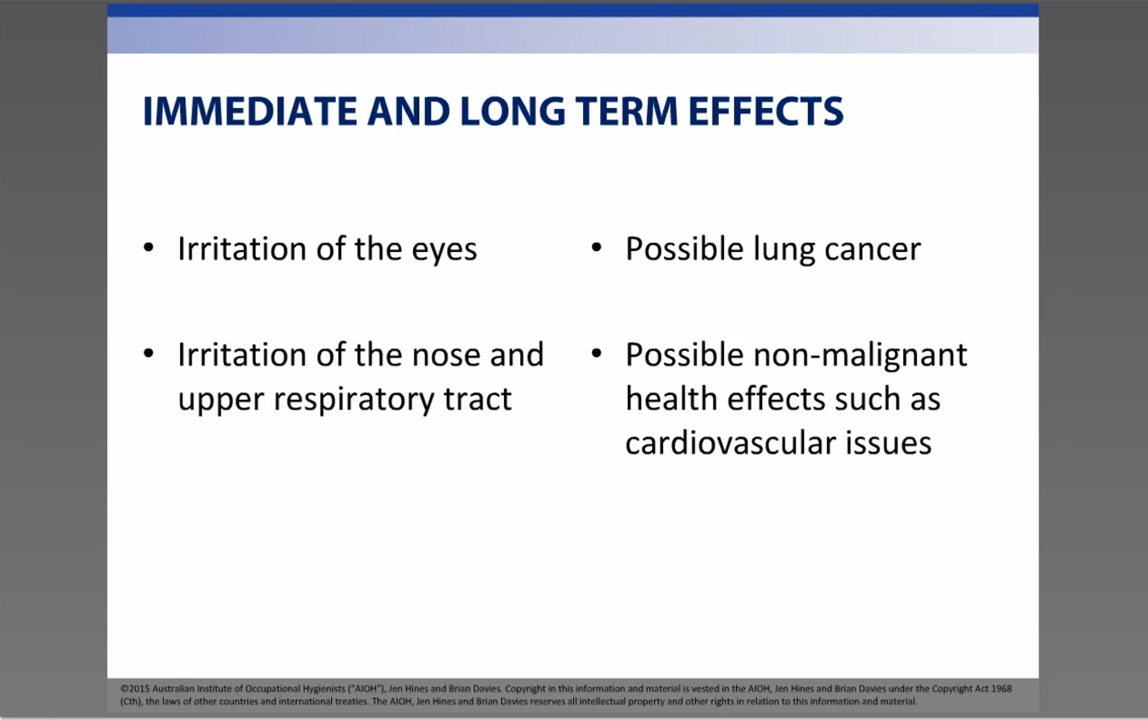 IMMEDIATE AND LONG TERM EFFECTS
• Irritation of the eyes
• Irritation of the nose and
upper respiratory tract
• Possible lung cancer
• Possible non-malignant
health effects such as
cardiovascular issues
©2015 Australian Institute of Occupational Hygienists ("AIOH"), Jen Hines and Brian Davies. Copyright in this information and material is vested in the AIOH, Jen Hines and Brian Davies under the Copyright Act 1968
(Cth), the laws of other countries and international treaties. The AIOH, Jen Hines and Brian Davies reserves all intellectual property and other rights in relation to this information and material.